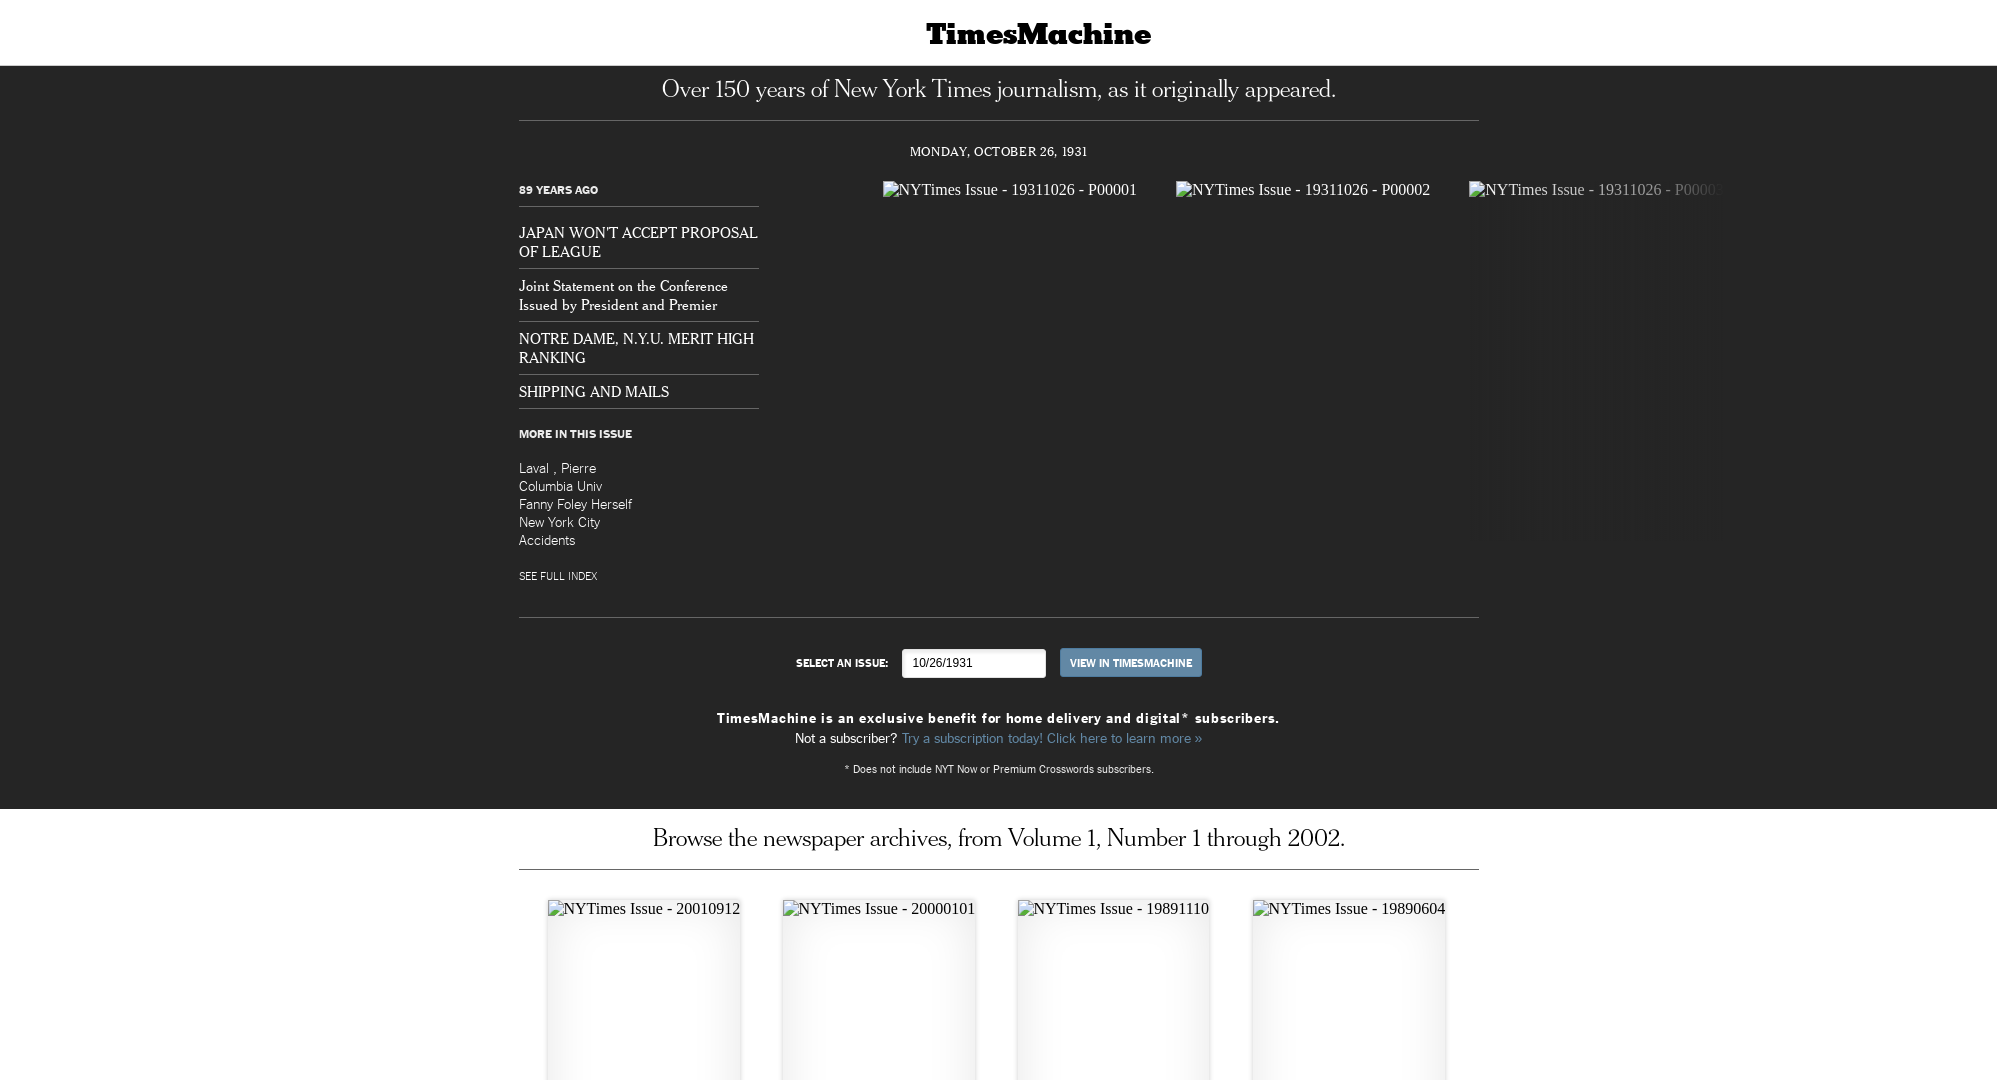 TimesMachine
Over 150 years of New York Times journalism, as it originally appeared.
MONDAY, OCTOBER 26, 1931
89 YEARS AGO
JAPAN WON'T ACCEPT PROPOSAL
OF LEAGUE
Joint Statement on the Conference
Issued by President and Premier
NOTRE DAME, N.Y.U. MERIT HIGH
RANKING
SHIPPING AND MAILS
MORE IN THIS ISSUE
Laval , Pierre
Columbia Univ
Fanny Foley Herself
New York City
Accidents
SEE FULL INDEX
NYTimes Issue - 19311026 - P00001
NYTimes Issue - 19311026 - P00002
NYTimes Issue - 19311026 - P00003
SELECT AN ISSUE:
10/26/1931
VIEW IN TIMESMACHINE
TimesMachine is an exclusive benefit for home delivery and digital* subscribers.
Not a subscriber? Try a subscription today! Click here to learn more »
* Does not include NYT Now or Premium Crosswords subscribers.
Browse the newspaper archives, from Volume 1, Number 1 through 2002.
NYTimes Issue - 20010912
NYTimes Issue - 20000101
NYTimes Issue - 19891110
NYTimes Issue - 19890604